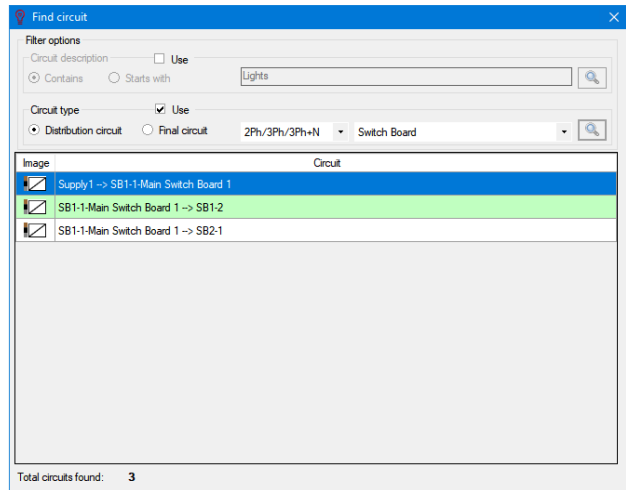 Find circuit
Filter options
Circuit description Use
Contains Starts with Lights
Circuit type Use
Distribution circuit Final circuit 2Ph/3Ph/3Ph+N Switch Board
Image Circuit
Supply1 --> SB1-1-Main Switch Board 1
SB1-1-Main Switch Board 1 --> SB1-2
SB1-1-Main Switch Board 1 --> SB2-1
Total circuits found: 3